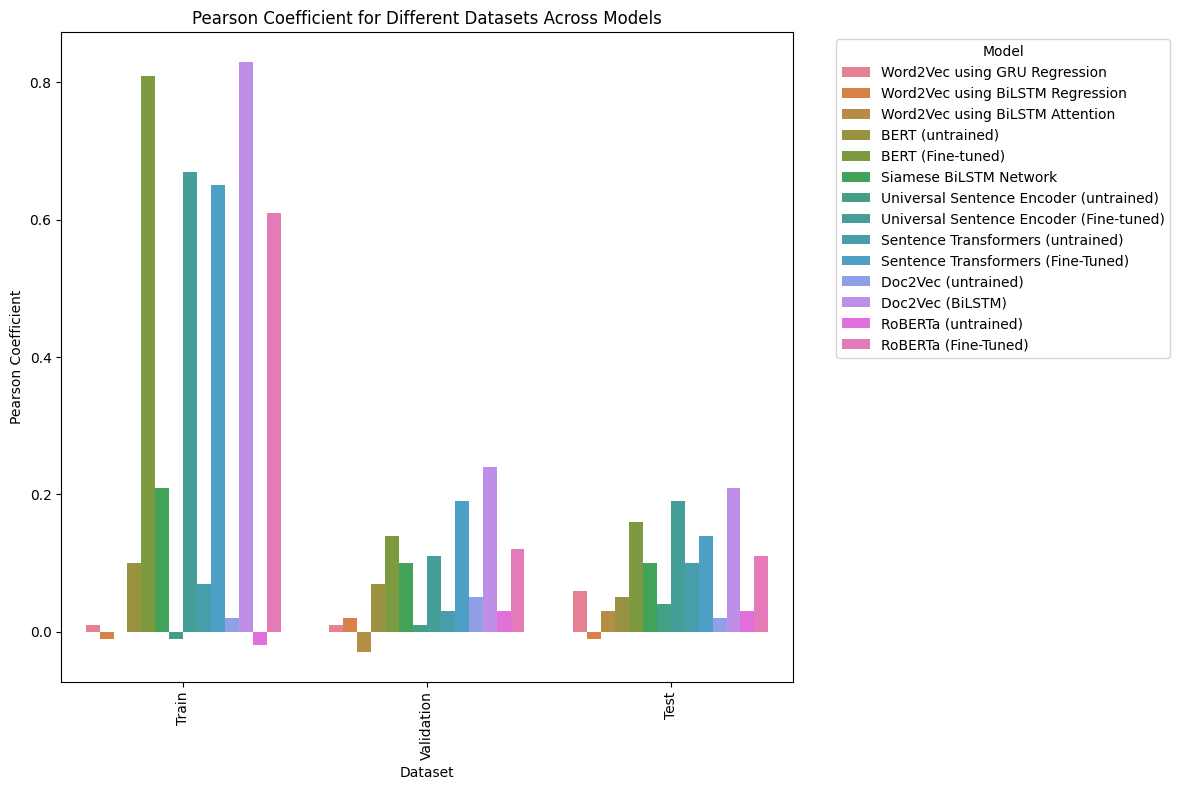 Pearson Coefficient for Different Datasets Across Models
Pearson Coefficient
0.8
0.6
0.4
0.2
0.0
Train
Validation
Test
Dataset
Model
Word2Vec using GRU Regression
Word2Vec using BiLSTM Regression
Word2Vec using BiLSTM Attention
BERT (untrained)
BERT (Fine-tuned)
Siamese BiLSTM Network
Universal Sentence Encoder (untrained)
Universal Sentence Encoder (Fine-tuned)
Sentence Transformers (untrained)
Sentence Transformers (Fine-Tuned)
Doc2Vec (untrained)
Doc2Vec (BiLSTM)
RoBERTa (untrained)
RoBERTa (Fine-Tuned)